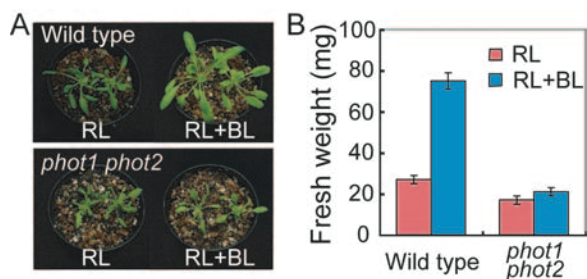 A
Wild type
RL
RL+BL
phot1 phot2
RL
RL+BL
B
Fresh weight (mg)
100
80
60
40
20
0
RL
RL+BL
Wild type
phot1
phot2